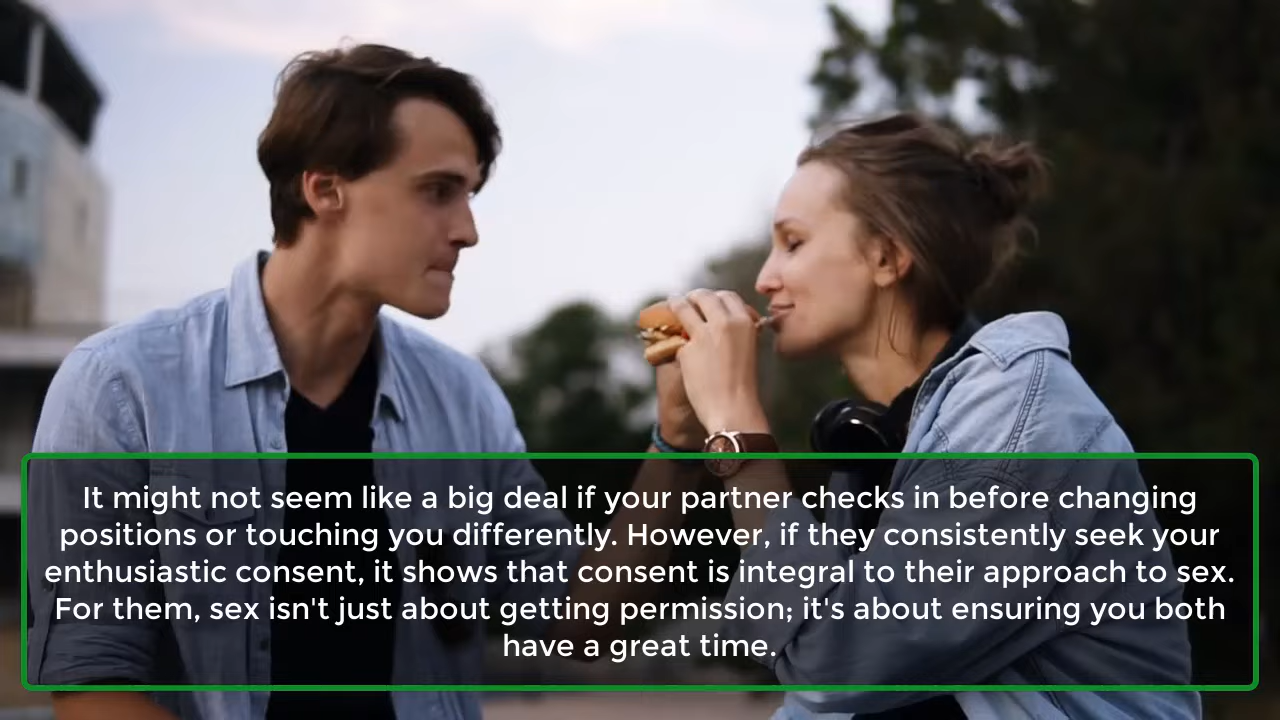 It might not seem like a big deal if your partner checks in before changing
positions or touching you differently. However, if they consistently seek your
enthusiastic consent, it shows that consent is integral to their approach to sex.
For them, sex isn't just about getting permission; it's about ensuring you both
have a great time.